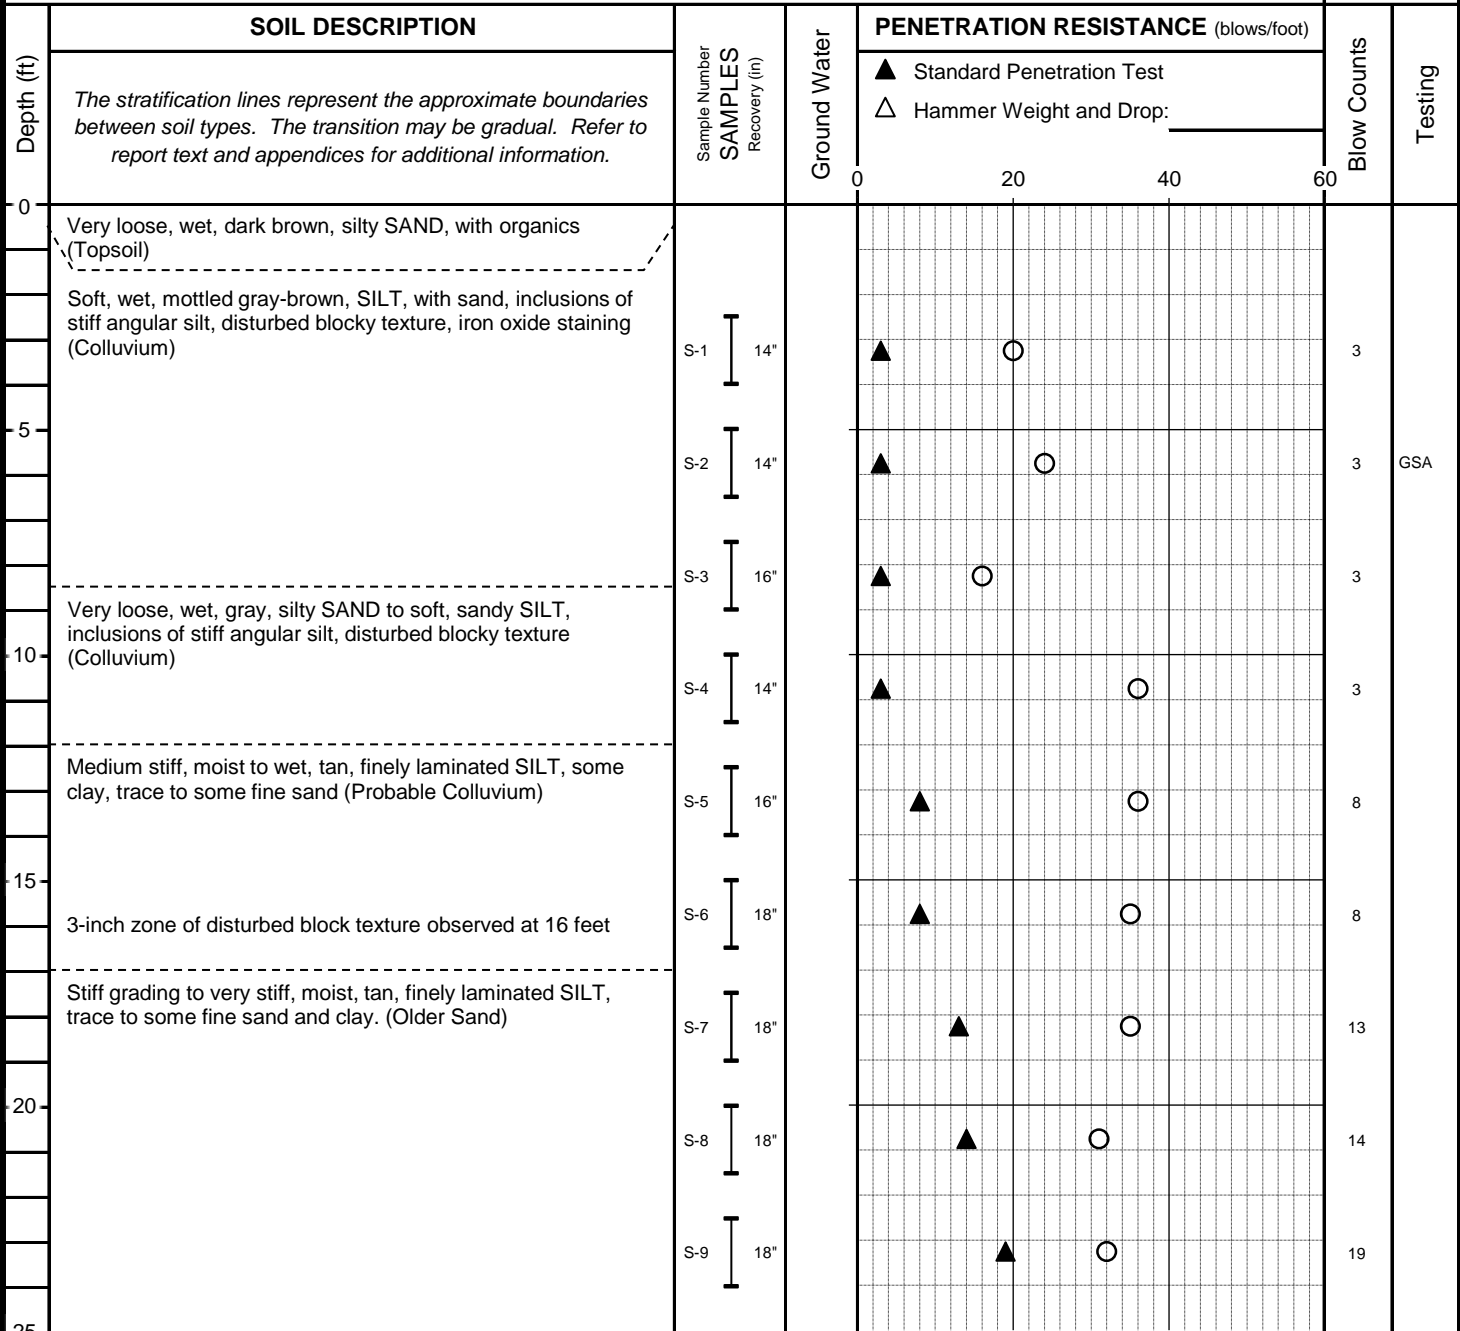 SOIL DESCRIPTION
PENETRATION RESISTANCE (blows/foot)
Depth (ft)
The stratification lines represent the approximate boundaries
between soil types. The transition may be gradual. Refer to
report text and appendices for additional information.
Sample Number
SAMPLES
Recovery (in)
Ground Water
▲ Standard Penetration Test
△ Hammer Weight and Drop:
Blow Counts
Testing
0 20 40 60
0
Very loose, wet, dark brown, silty SAND, with organics
(Topsoil)
Soft, wet, mottled gray-brown, SILT, with sand, inclusions of
stiff angular silt, disturbed blocky texture, iron oxide staining
(Colluvium)
S-1 14" 3
5
S-2 14" 3 GSA
S-3 16" 3
Very loose, wet, gray, silty SAND to soft, sandy SILT,
inclusions of stiff angular silt, disturbed blocky texture
(Colluvium)
10
S-4 14" 3
Medium stiff, moist to wet, tan, finely laminated SILT, some
clay, trace to some fine sand (Probable Colluvium)
S-5 16" 8
15
S-6 18" 8
3-inch zone of disturbed block texture observed at 16 feet
Stiff grading to very stiff, moist, tan, finely laminated SILT,
trace to some fine sand and clay. (Older Sand)
S-7 18" 13
20
S-8 18" 14
S-9 18" 19
25